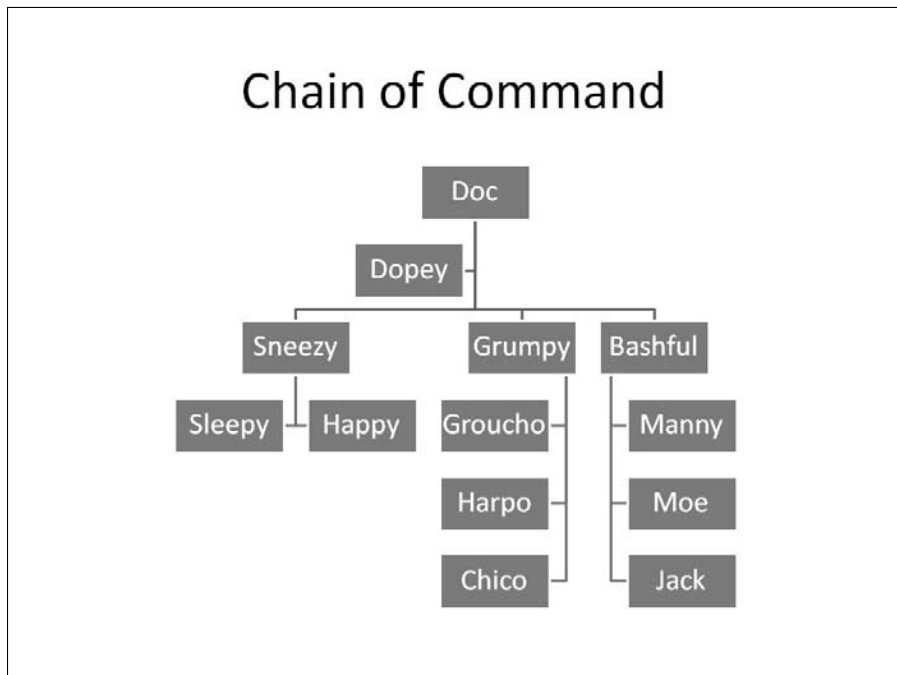 Chain of Command
Doc
Dopey
Sneezy
Grumpy
Bashful
Sleepy
Happy
Groucho
Manny
Harpo
Moe
Chico
Jack